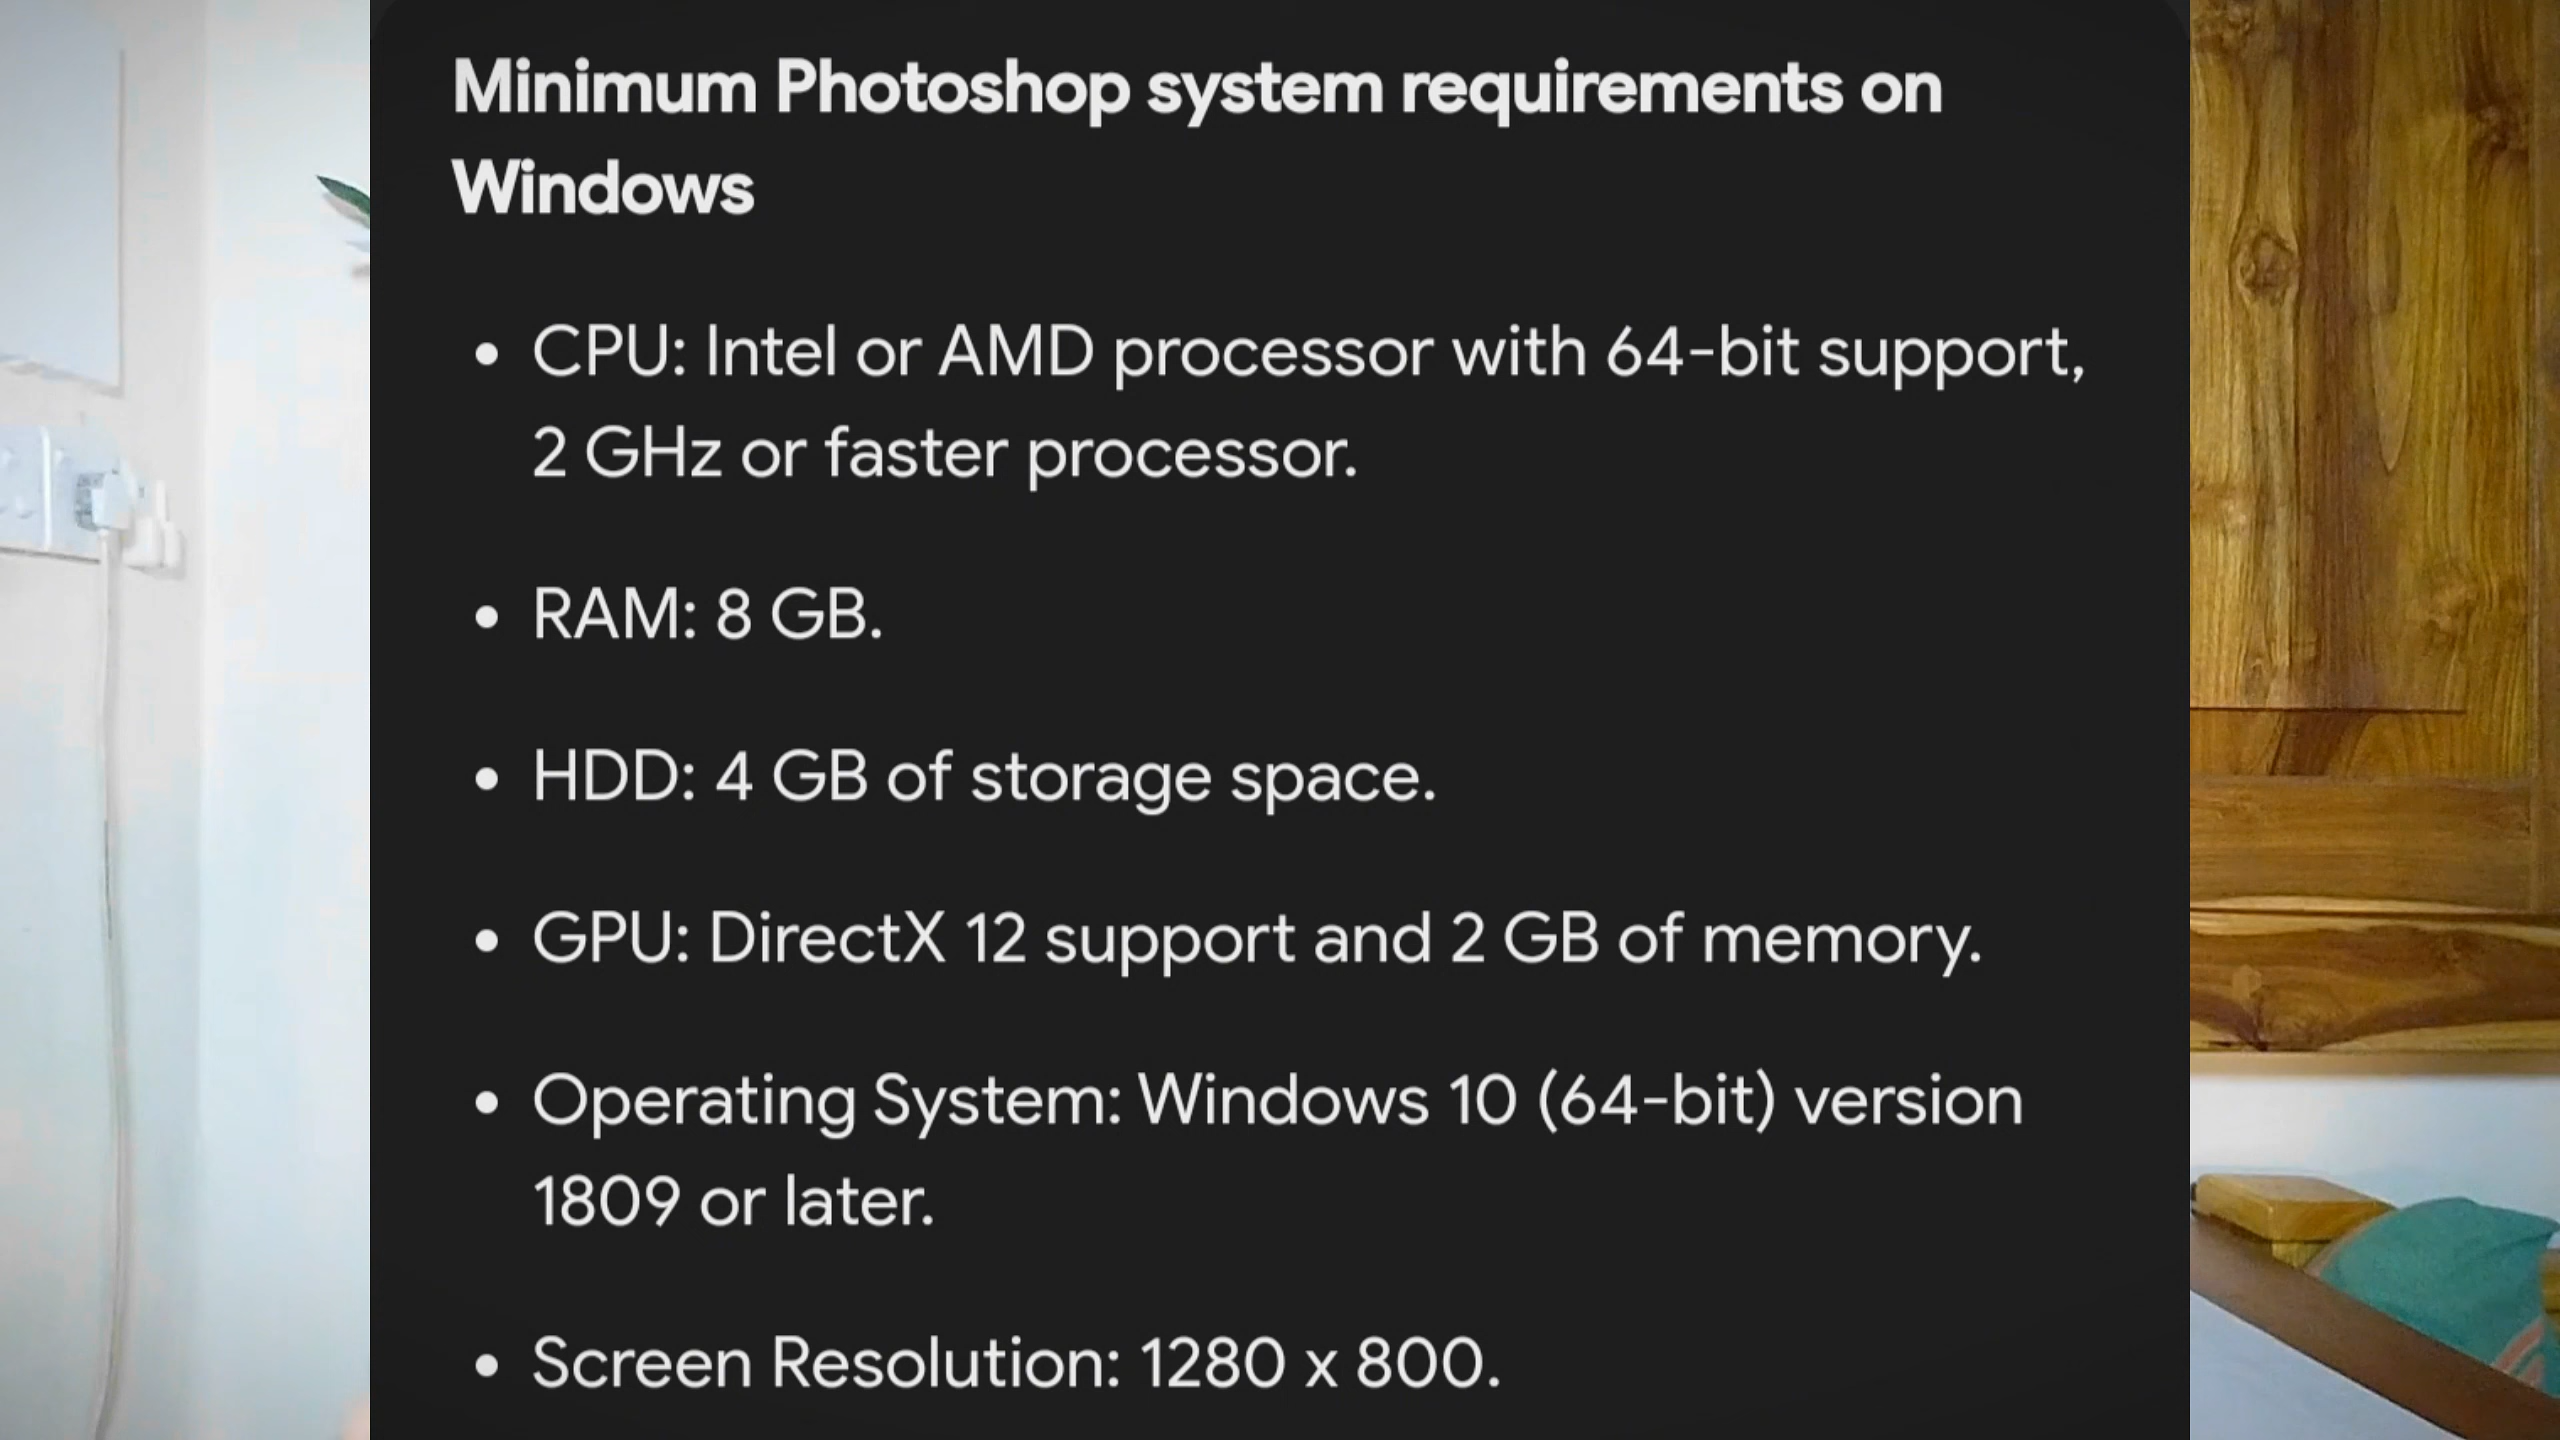 Minimum Photoshop system requirements on
Windows
• CPU: Intel or AMD processor with 64-bit support,
2 GHz or faster processor.
• RAM: 8 GB.
• HDD: 4 GB of storage space.
• GPU: DirectX 12 support and 2 GB of memory.
• Operating System: Windows 10 (64-bit) version
1809 or later.
• Screen Resolution: 1280 x 800.